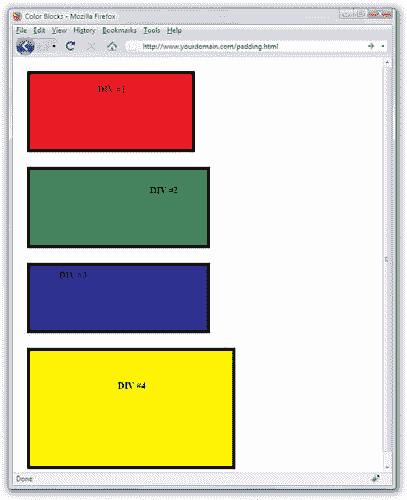 Color Blocks - Mozilla Firefox
File Edit View History Bookmarks Tools Help
http://www.yourdomain.com/padding.html
DIV #1
DIV #2
DIV #3
DIV #4
Done